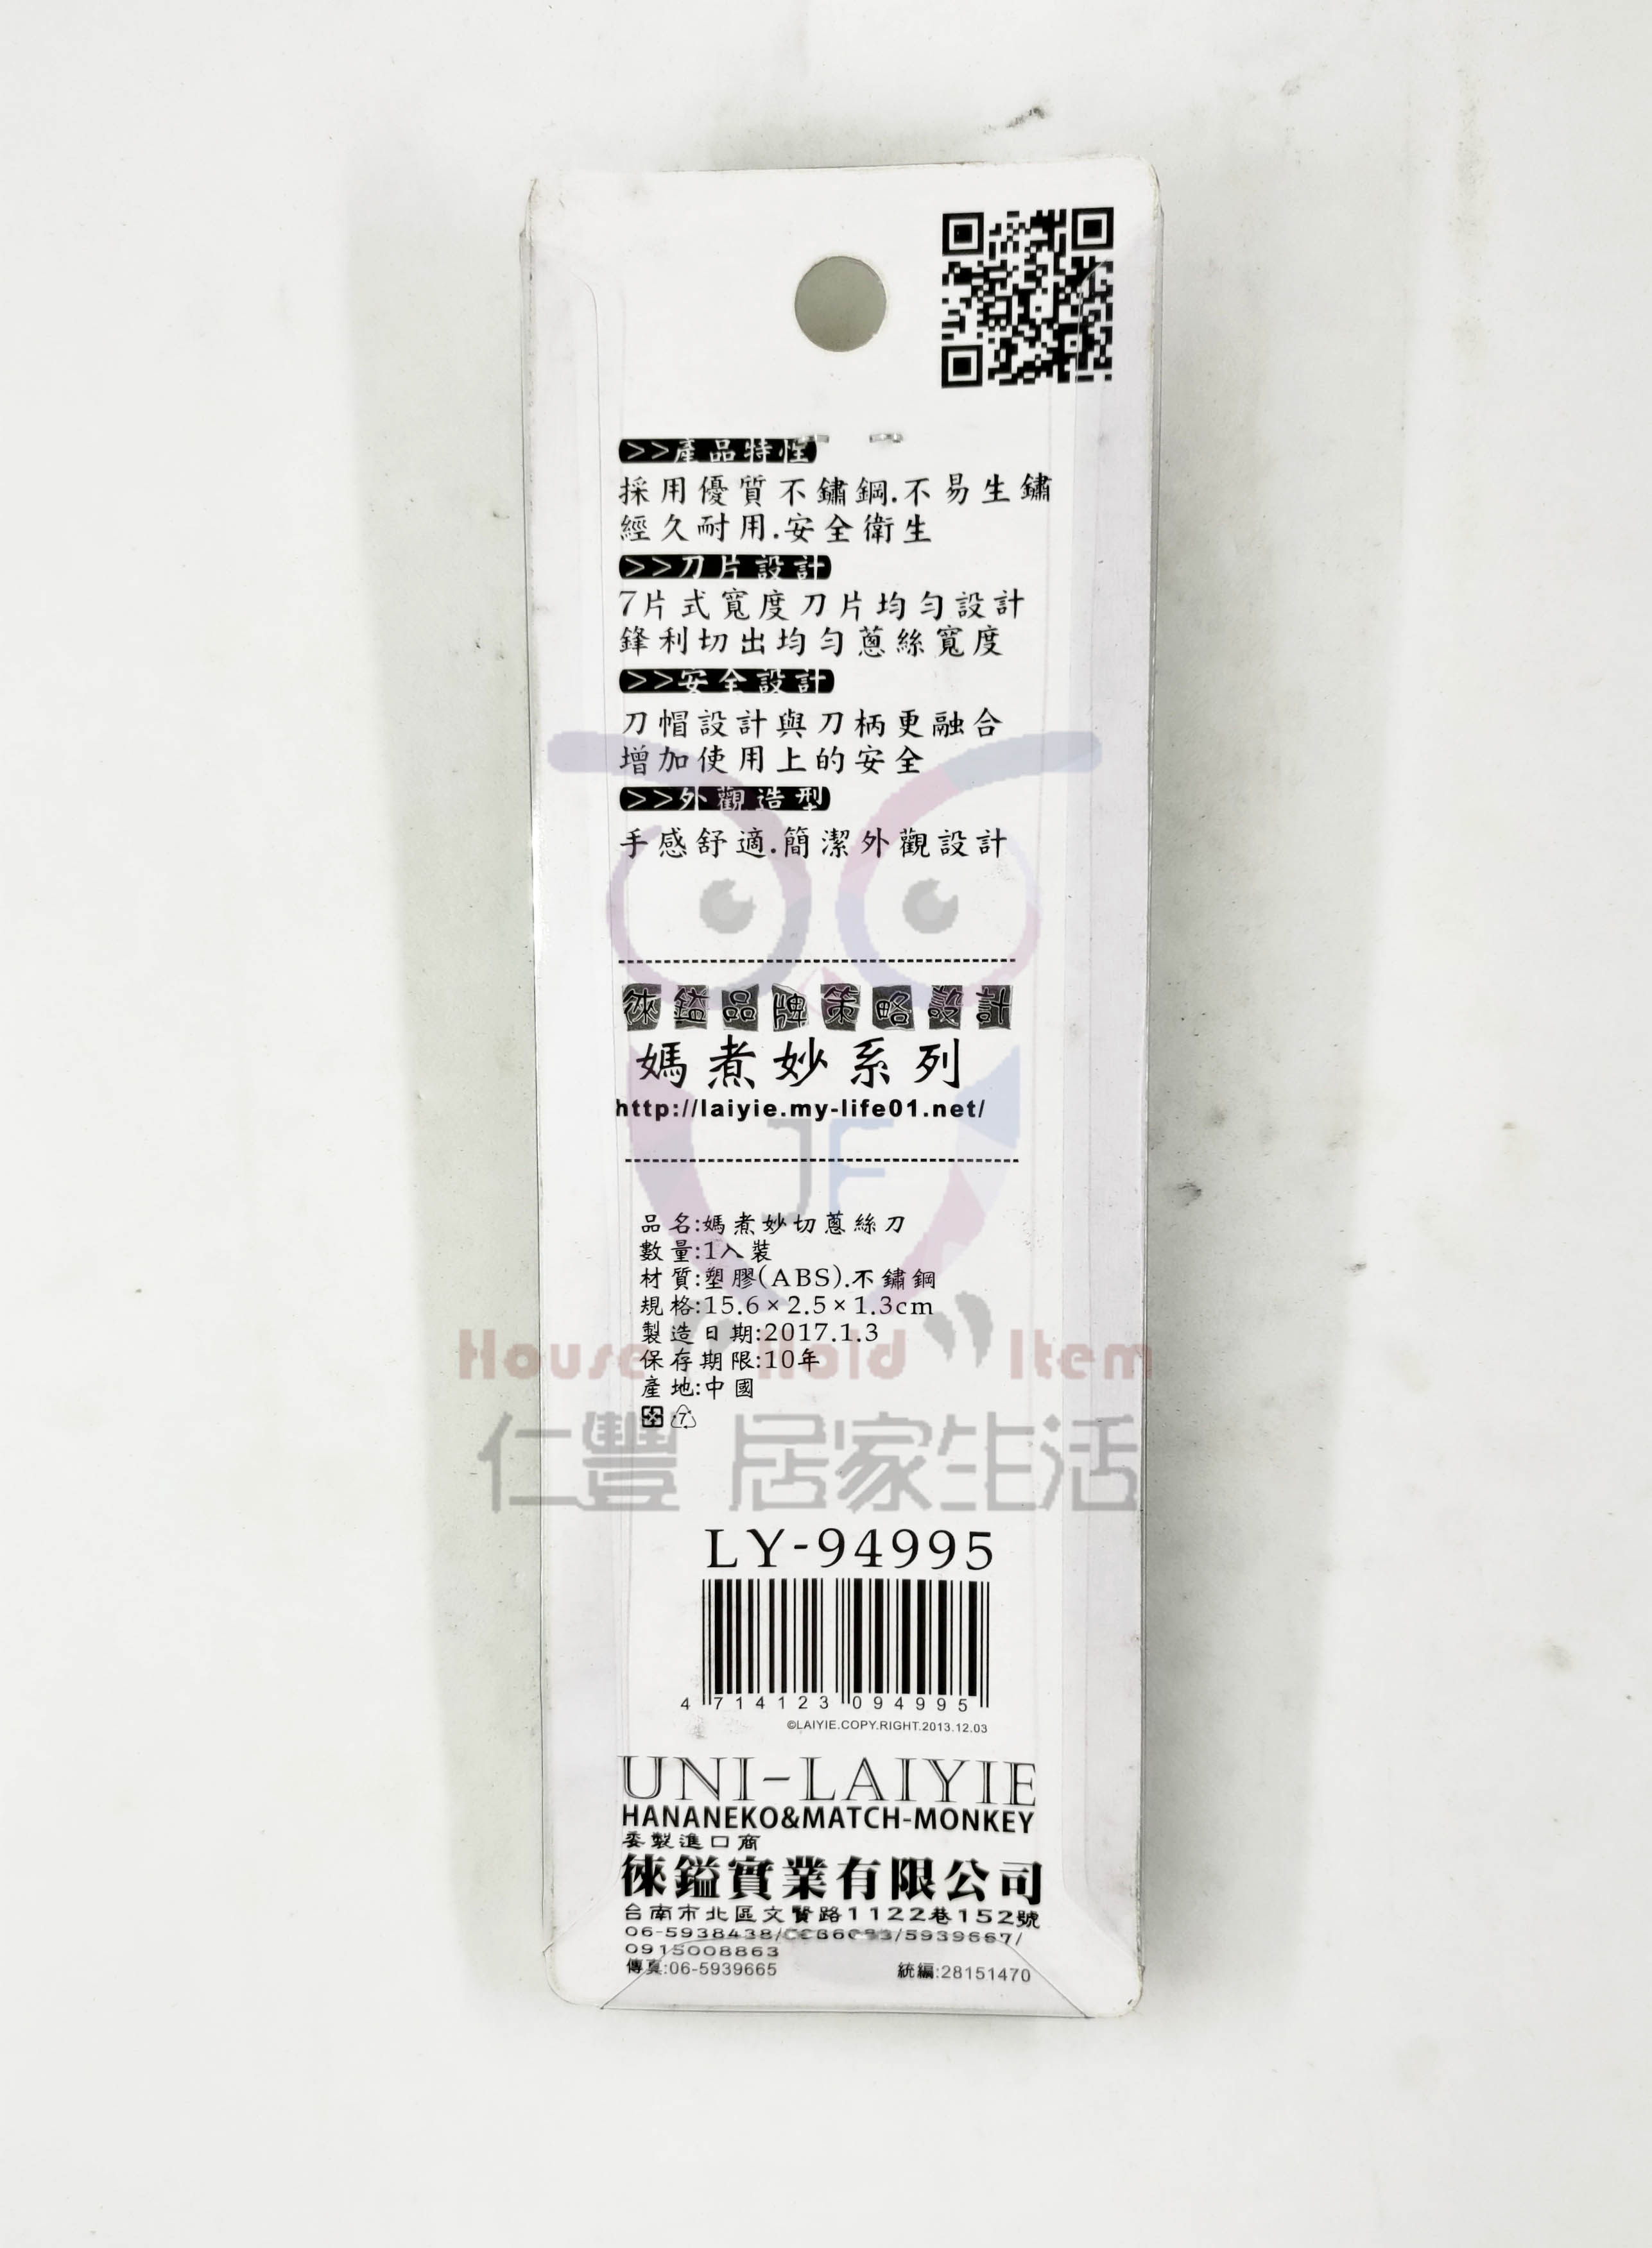 >>產品特性
採用優質不鏽鋼.不易生鏽
經久耐用.安全衛生
>>刀片設計
7片式寬度刀片均勻設計
鋒利切出均勻蔥絲寬度
>>安全設計
刀帽設計與刀柄更融合
增加使用上的安全
>>外觀造型
手感舒適.簡潔外觀設計
徠鎰品牌策略設計
媽煮妙系列
http://laiyie.my-life01.net/
JF
品名:媽煮妙切蔥絲刀
數量:1入裝
材質:塑膠(ABS).不鏽鋼
規格:15.6×2.5×1.3cm
製造日期:2017.1.3
House Hold Item
保存期限:10年
產地:中國
7
仁豐 居家生活
LY-94995
4 714123 094995
©LAIYIE.COPY.RIGHT.2013.12.03
UNI-LAIYIE
HANANEKO&MATCH-MONKEY
委製進口商
徠鎰實業有限公司
台南市北區文賢路1122巷152號
06-5938438/ /5939667/
0915008863
傳真:06-5939665 統編:28151470